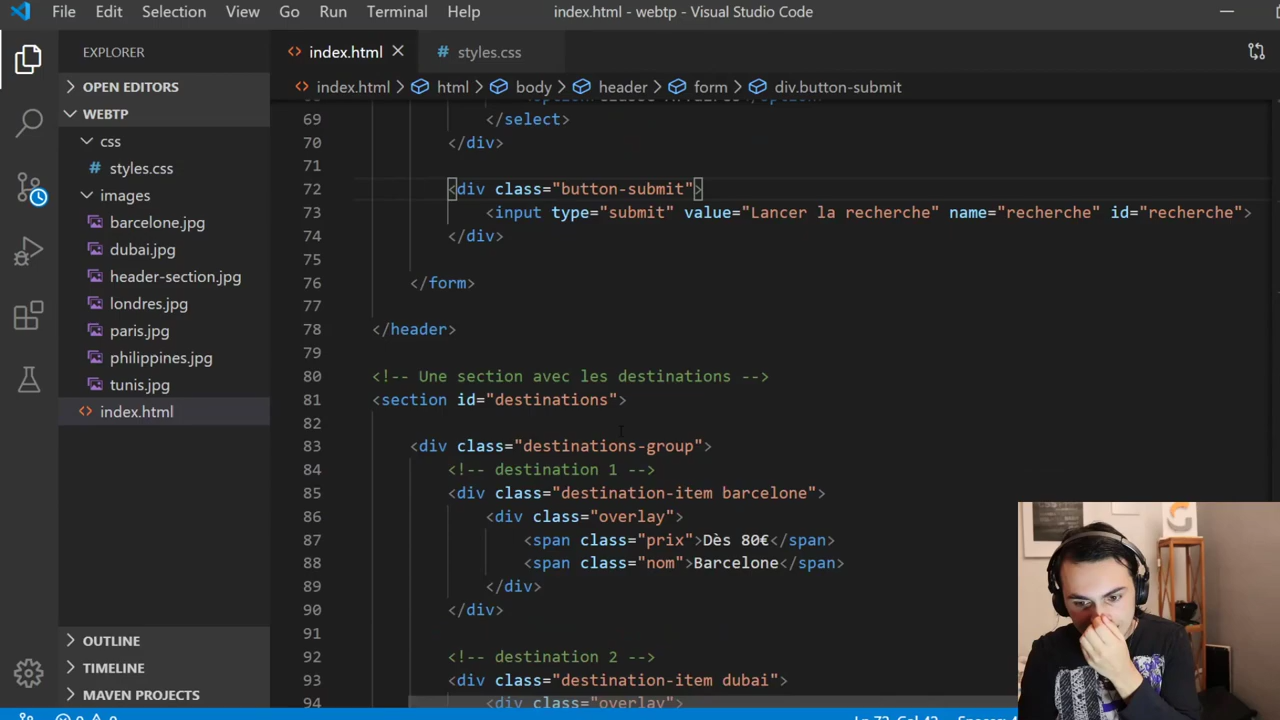 File Edit Selection View Go Run Terminal Help index.html - webtp - Visual Studio Code
EXPLORER
OPEN EDITORS
WEBTP
css
styles.css
images
barcelone.jpg
dubai.jpg
header-section.jpg
londres.jpg
paris.jpg
philippines.jpg
tunis.jpg
index.html
OUTLINE
TIMELINE
MAVEN PROJECTS
index.html styles.css
index.html > html > body > header > form > div.button-submit
69 </select>
70 </div>
71
72 <div class="button-submit">
73 <input type="submit" value="Lancer la recherche" name="recherche" id="recherche">
74 </div>
75
76 </form>
77
78 </header>
79
80 <!-- Une section avec les destinations -->
81 <section id="destinations">
82
83 <div class="destinations-group">
84 <!-- destination 1 -->
85 <div class="destination-item barcelone">
86 <div class="overlay">
87 <span class="prix">Dès 80€</span>
88 <span class="nom">Barcelone</span>
89 </div>
90 </div>
91
92 <!-- destination 2 -->
93 <div class="destination-item dubai">
94 <div class="overlay">